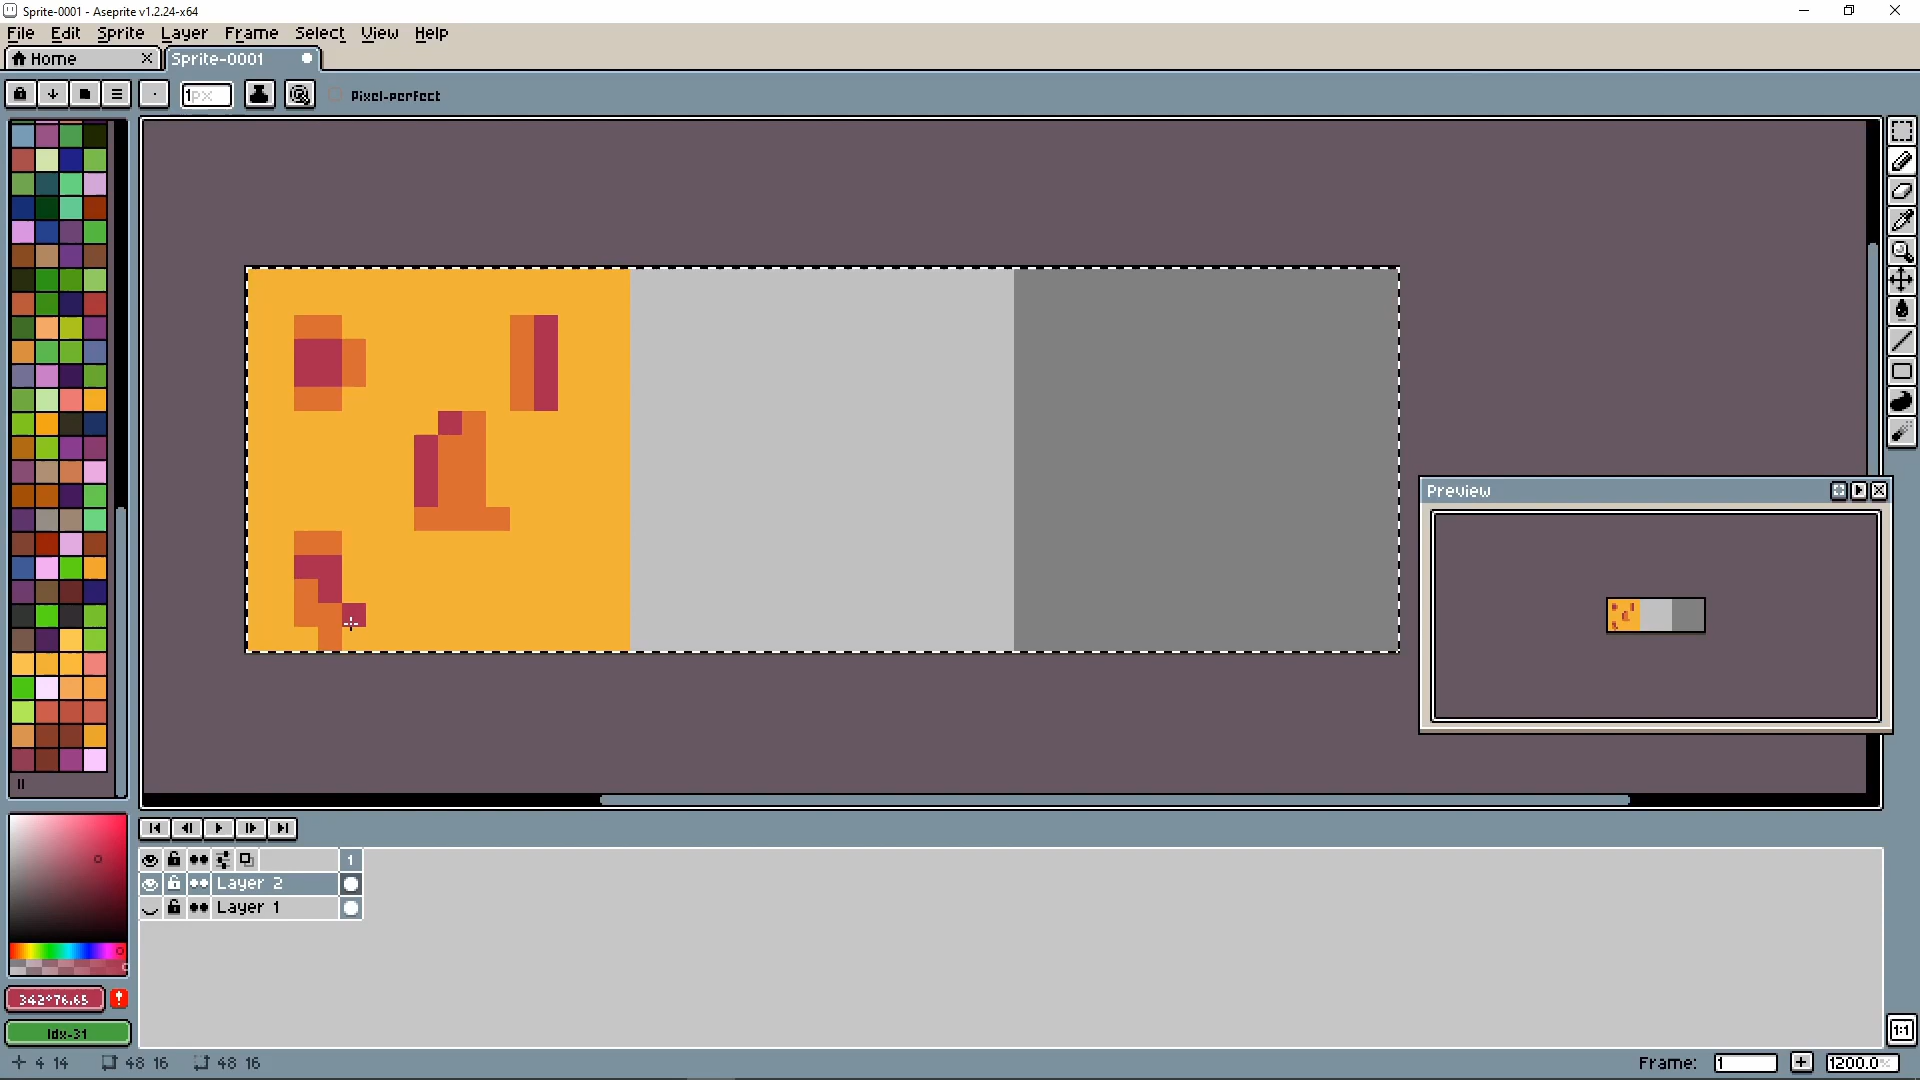 Sprite-0001 - Aseprite v1.2.24-x64
File Edit Sprite Layer Frame Select View Help
Home Sprite-0001
1px Pixel-perfect
Preview
1
Layer 2
Layer 1
342°76.65
Idx-31
1:1
4 14 48 16 48 16 Frame: 1 1200.0%